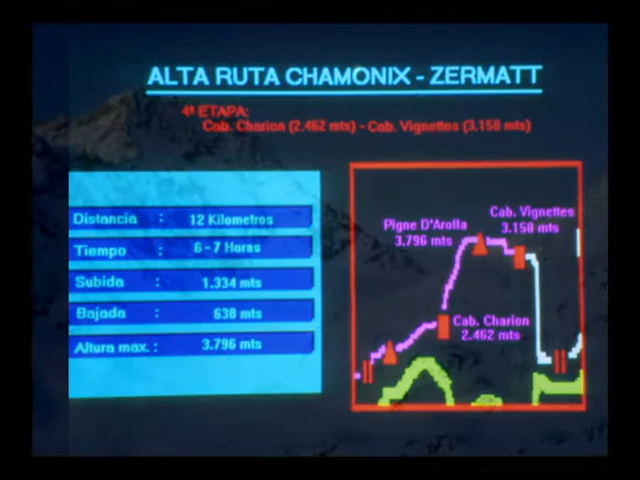 ALTA RUTA CHAMONIX - ZERMATT
4ª ETAPA:
Cab. Charion (2.462 mts) - Cab. Vignettes (3.158 mts)
Distancia : 12 Kilometros
Tiempo : 6 - 7 Horas
Subida : 1.334 mts
Bajada : 638 mts
Altura max. : 3.796 mts
Cab. Vignettes
3.158 mts
Pigne D'Arolla
3.796 mts
Cab. Charion
2.462 mts